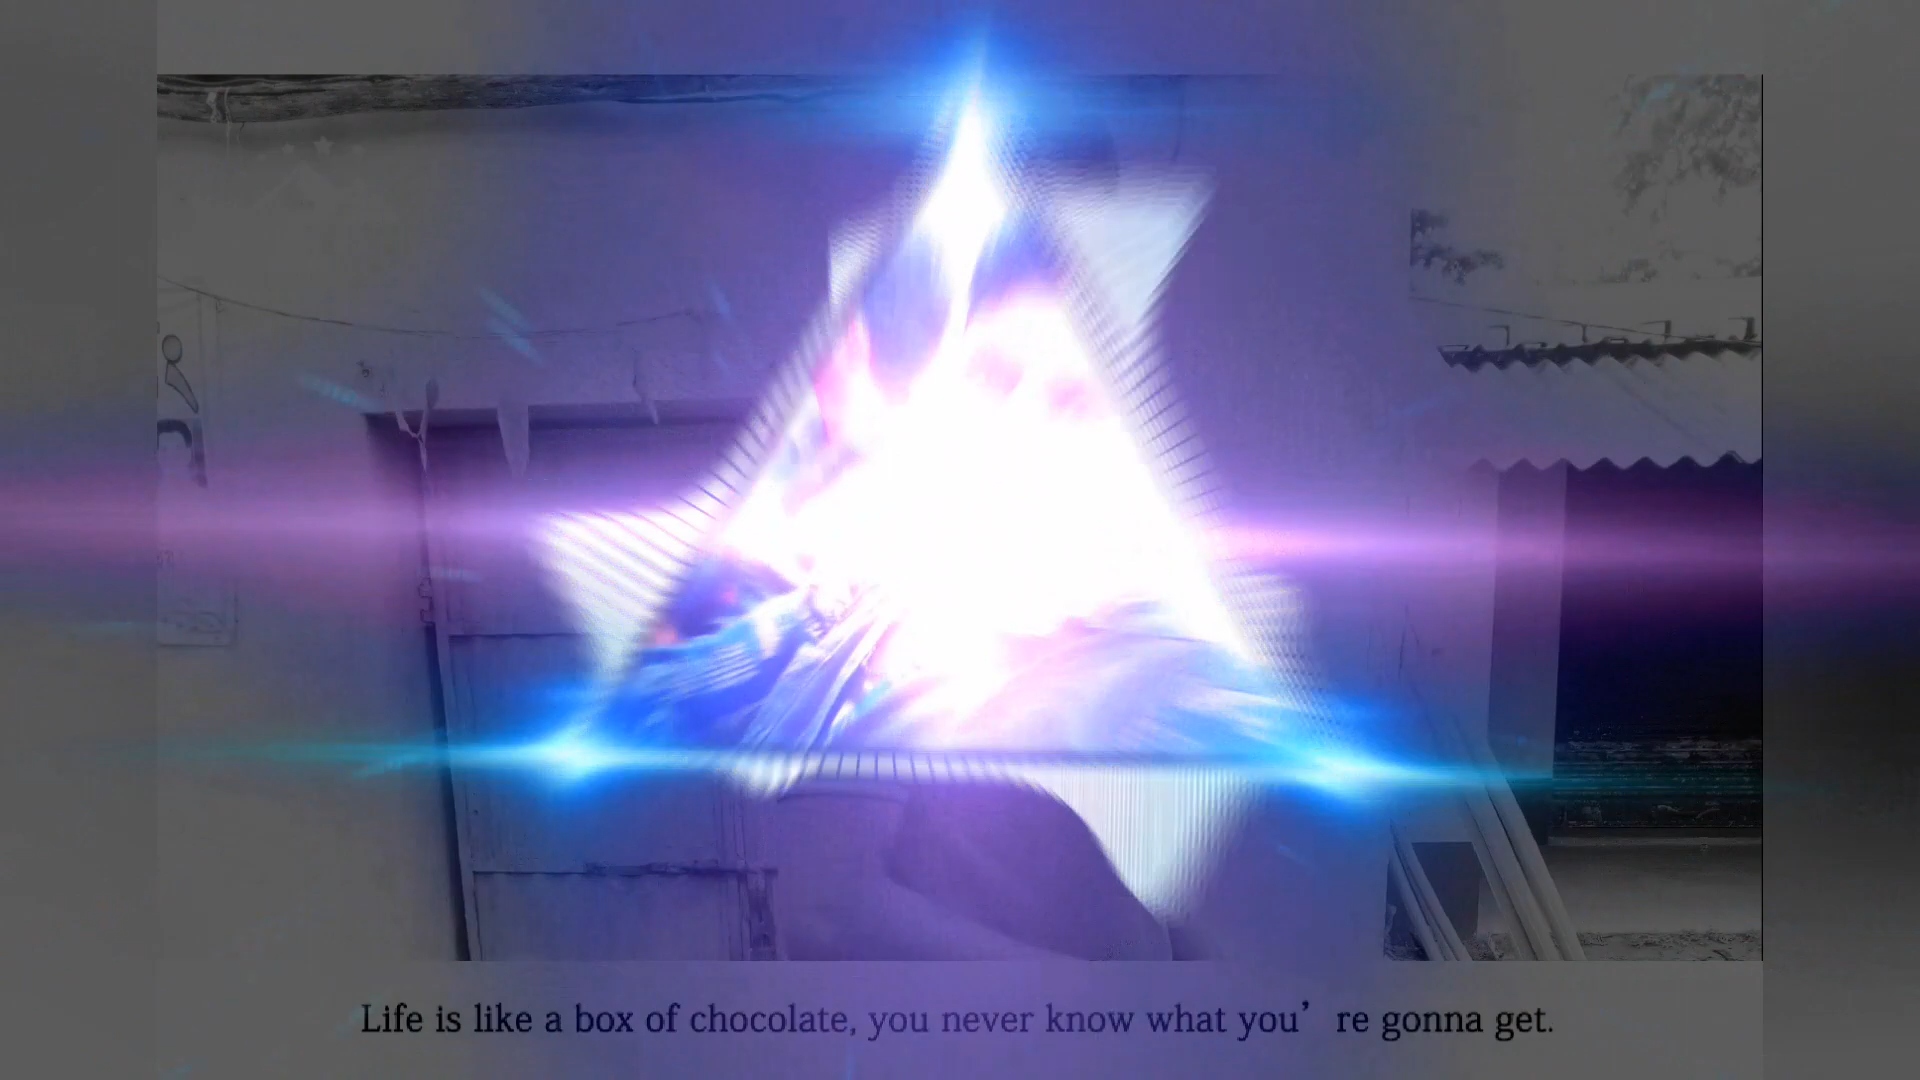 Life is like a box of chocolate, you never know what you’ re gonna get.